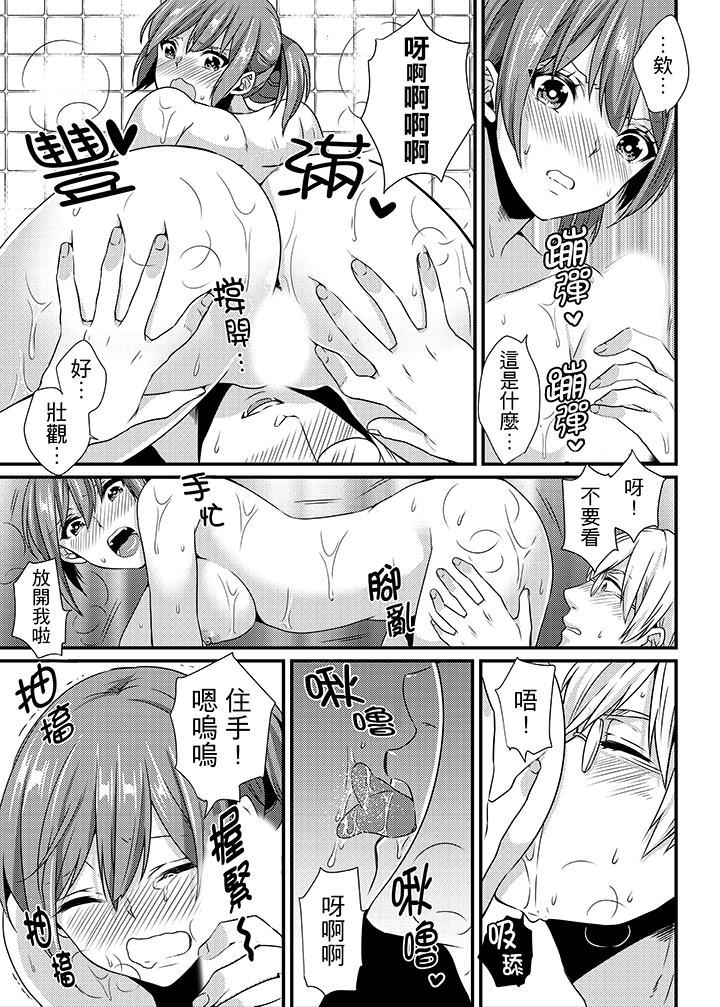 …欸…
蹦彈♡
蹦彈♡
這是什麼…
呀啊啊啊啊
豐滿♥
掰開…
好…
壯觀…
呀！
不要看
手忙
腳亂
放開我啦
唔！
吸舔
啾嚕
呀啊啊
啾嚕
住手！
嗯嗚嗚
抽搐
握緊
抽搐